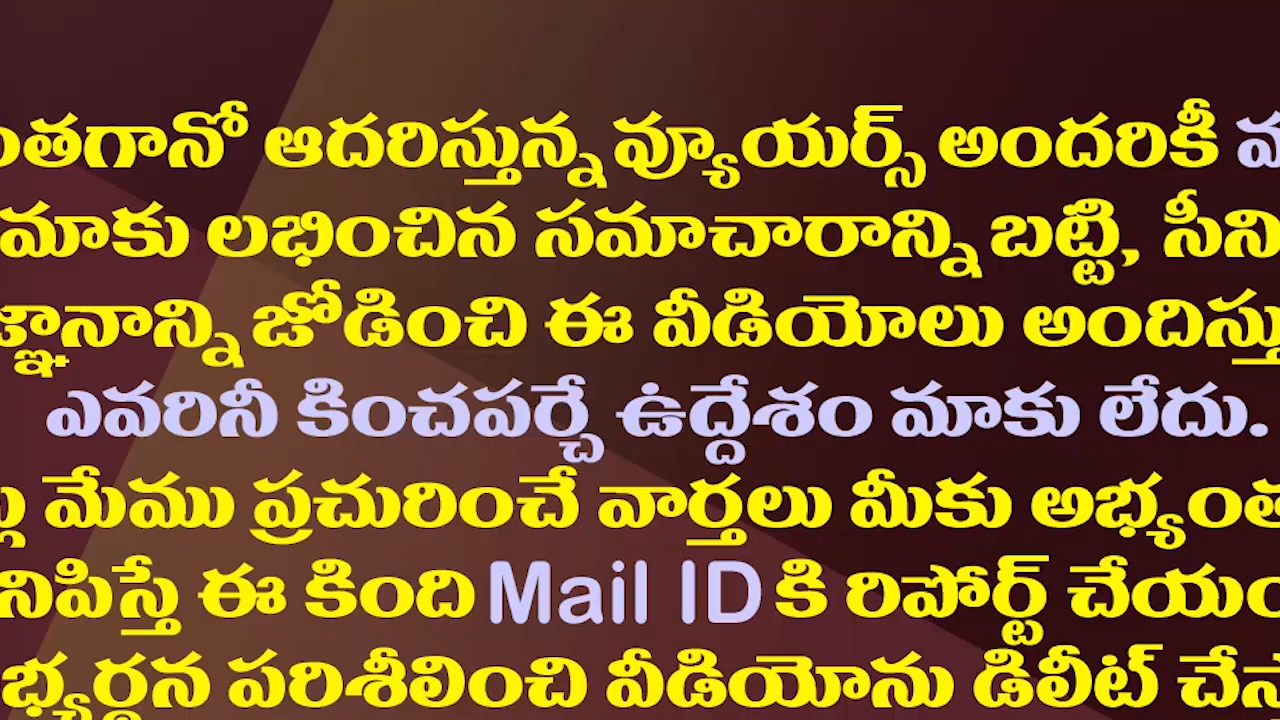 ఆదరిస్తున్న వ్యూయర్స్ అందరికీ
మాకు లభించిన సమాచారాన్ని బట్టి,
జోడించి ఈ వీడియోలు
ఎవరినీ కించపర్చే ఉద్దేశం మాకు లేదు.
మేము ప్రచురించే వార్తలు మీకు
ఈ కింది Mail ID కి రిపోర్ట్
పరిశీలించి వీడియోను డిలీట్